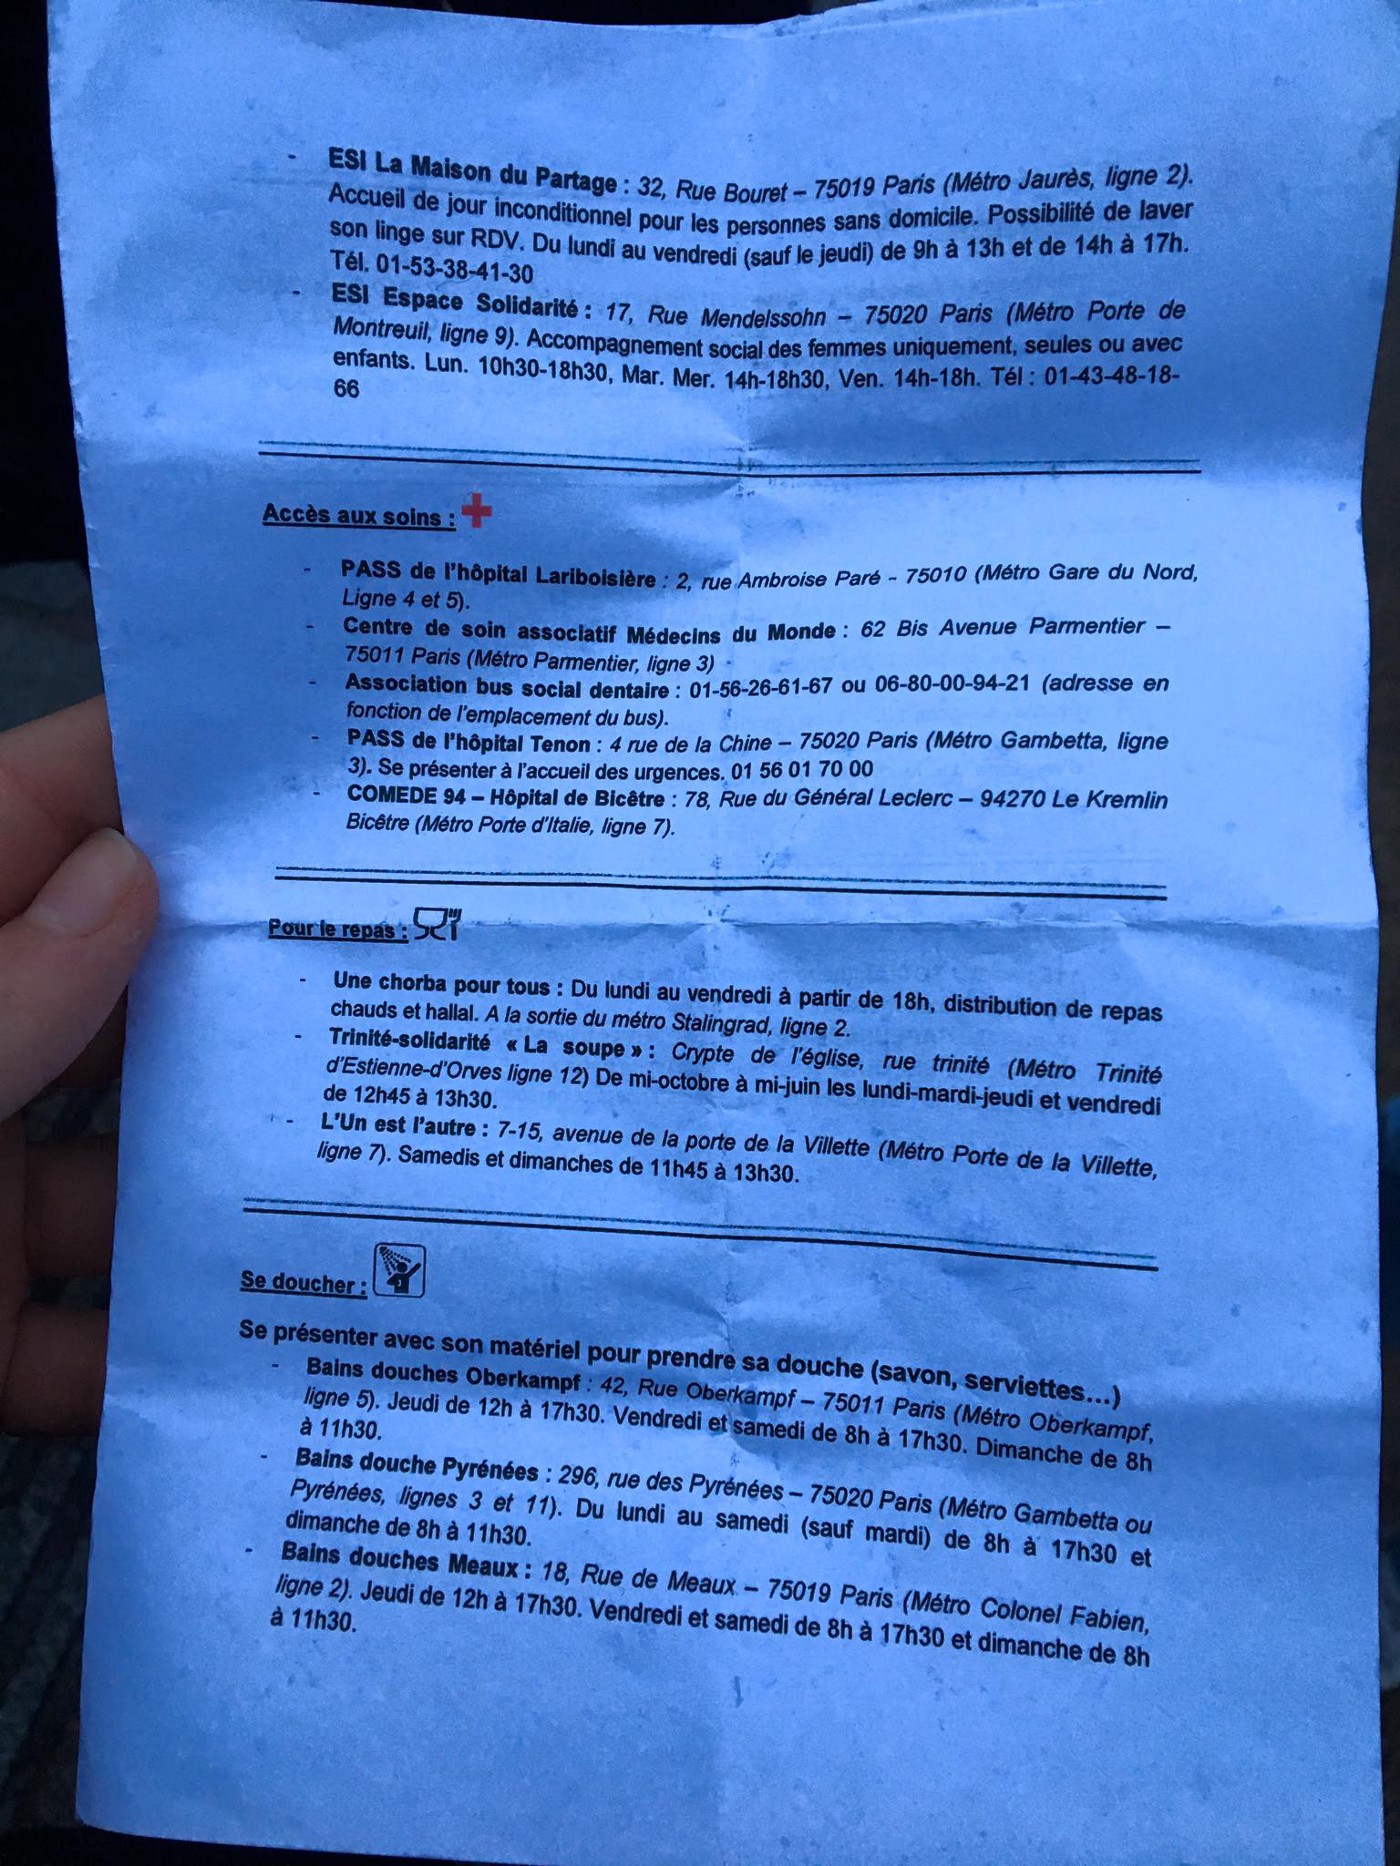 - ESI La Maison du Partage : 32, Rue Bouret – 75019 Paris (Métro Jaurès, ligne 2).
Accueil de jour inconditionnel pour les personnes sans domicile. Possibilité de laver
son linge sur RDV. Du lundi au vendredi (sauf le jeudi) de 9h à 13h et de 14h à 17h.
Tél. 01-53-38-41-30
- ESI Espace Solidarité : 17, Rue Mendelssohn – 75020 Paris (Métro Porte de
Montreuil, ligne 9). Accompagnement social des femmes uniquement, seules ou avec
enfants. Lun. 10h30-18h30, Mar. Mer. 14h-18h30, Ven. 14h-18h. Tél : 01-43-48-18-
66
Accès aux soins :
- PASS de l'hôpital Lariboisière : 2, rue Ambroise Paré - 75010 (Métro Gare du Nord,
Ligne 4 et 5).
- Centre de soin associatif Médecins du Monde : 62 Bis Avenue Parmentier –
75011 Paris (Métro Parmentier, ligne 3)
- Association bus social dentaire : 01-56-26-61-67 ou 06-80-00-94-21 (adresse en
fonction de l'emplacement du bus).
- PASS de l'hôpital Tenon : 4 rue de la Chine – 75020 Paris (Métro Gambetta, ligne
3). Se présenter à l'accueil des urgences. 01 56 01 70 00
- COMEDE 94 – Hôpital de Bicêtre : 78, Rue du Général Leclerc – 94270 Le Kremlin
Bicêtre (Métro Porte d'Italie, ligne 7).
Pour le repas :
- Une chorba pour tous : Du lundi au vendredi à partir de 18h, distribution de repas
chauds et hallal. A la sortie du métro Stalingrad, ligne 2.
- Trinité-solidarité « La soupe » : Crypte de l'église, rue trinité (Métro Trinité
d'Estienne-d'Orves ligne 12) De mi-octobre à mi-juin les lundi-mardi-jeudi et vendredi
de 12h45 à 13h30.
- L'Un est l'autre : 7-15, avenue de la porte de la Villette (Métro Porte de la Villette,
ligne 7). Samedis et dimanches de 11h45 à 13h30.
Se doucher :
Se présenter avec son matériel pour prendre sa douche (savon, serviettes...)
- Bains douches Oberkampf : 42, Rue Oberkampf – 75011 Paris (Métro Oberkampf,
ligne 5). Jeudi de 12h à 17h30. Vendredi et samedi de 8h à 17h30. Dimanche de 8h
à 11h30.
- Bains douche Pyrénées : 296, rue des Pyrénées – 75020 Paris (Métro Gambetta ou
Pyrénées, lignes 3 et 11). Du lundi au samedi (sauf mardi) de 8h à 17h30 et
dimanche de 8h à 11h30.
- Bains douches Meaux : 18, Rue de Meaux – 75019 Paris (Métro Colonel Fabien,
ligne 2). Jeudi de 12h à 17h30. Vendredi et samedi de 8h à 17h30 et dimanche de 8h
à 11h30.